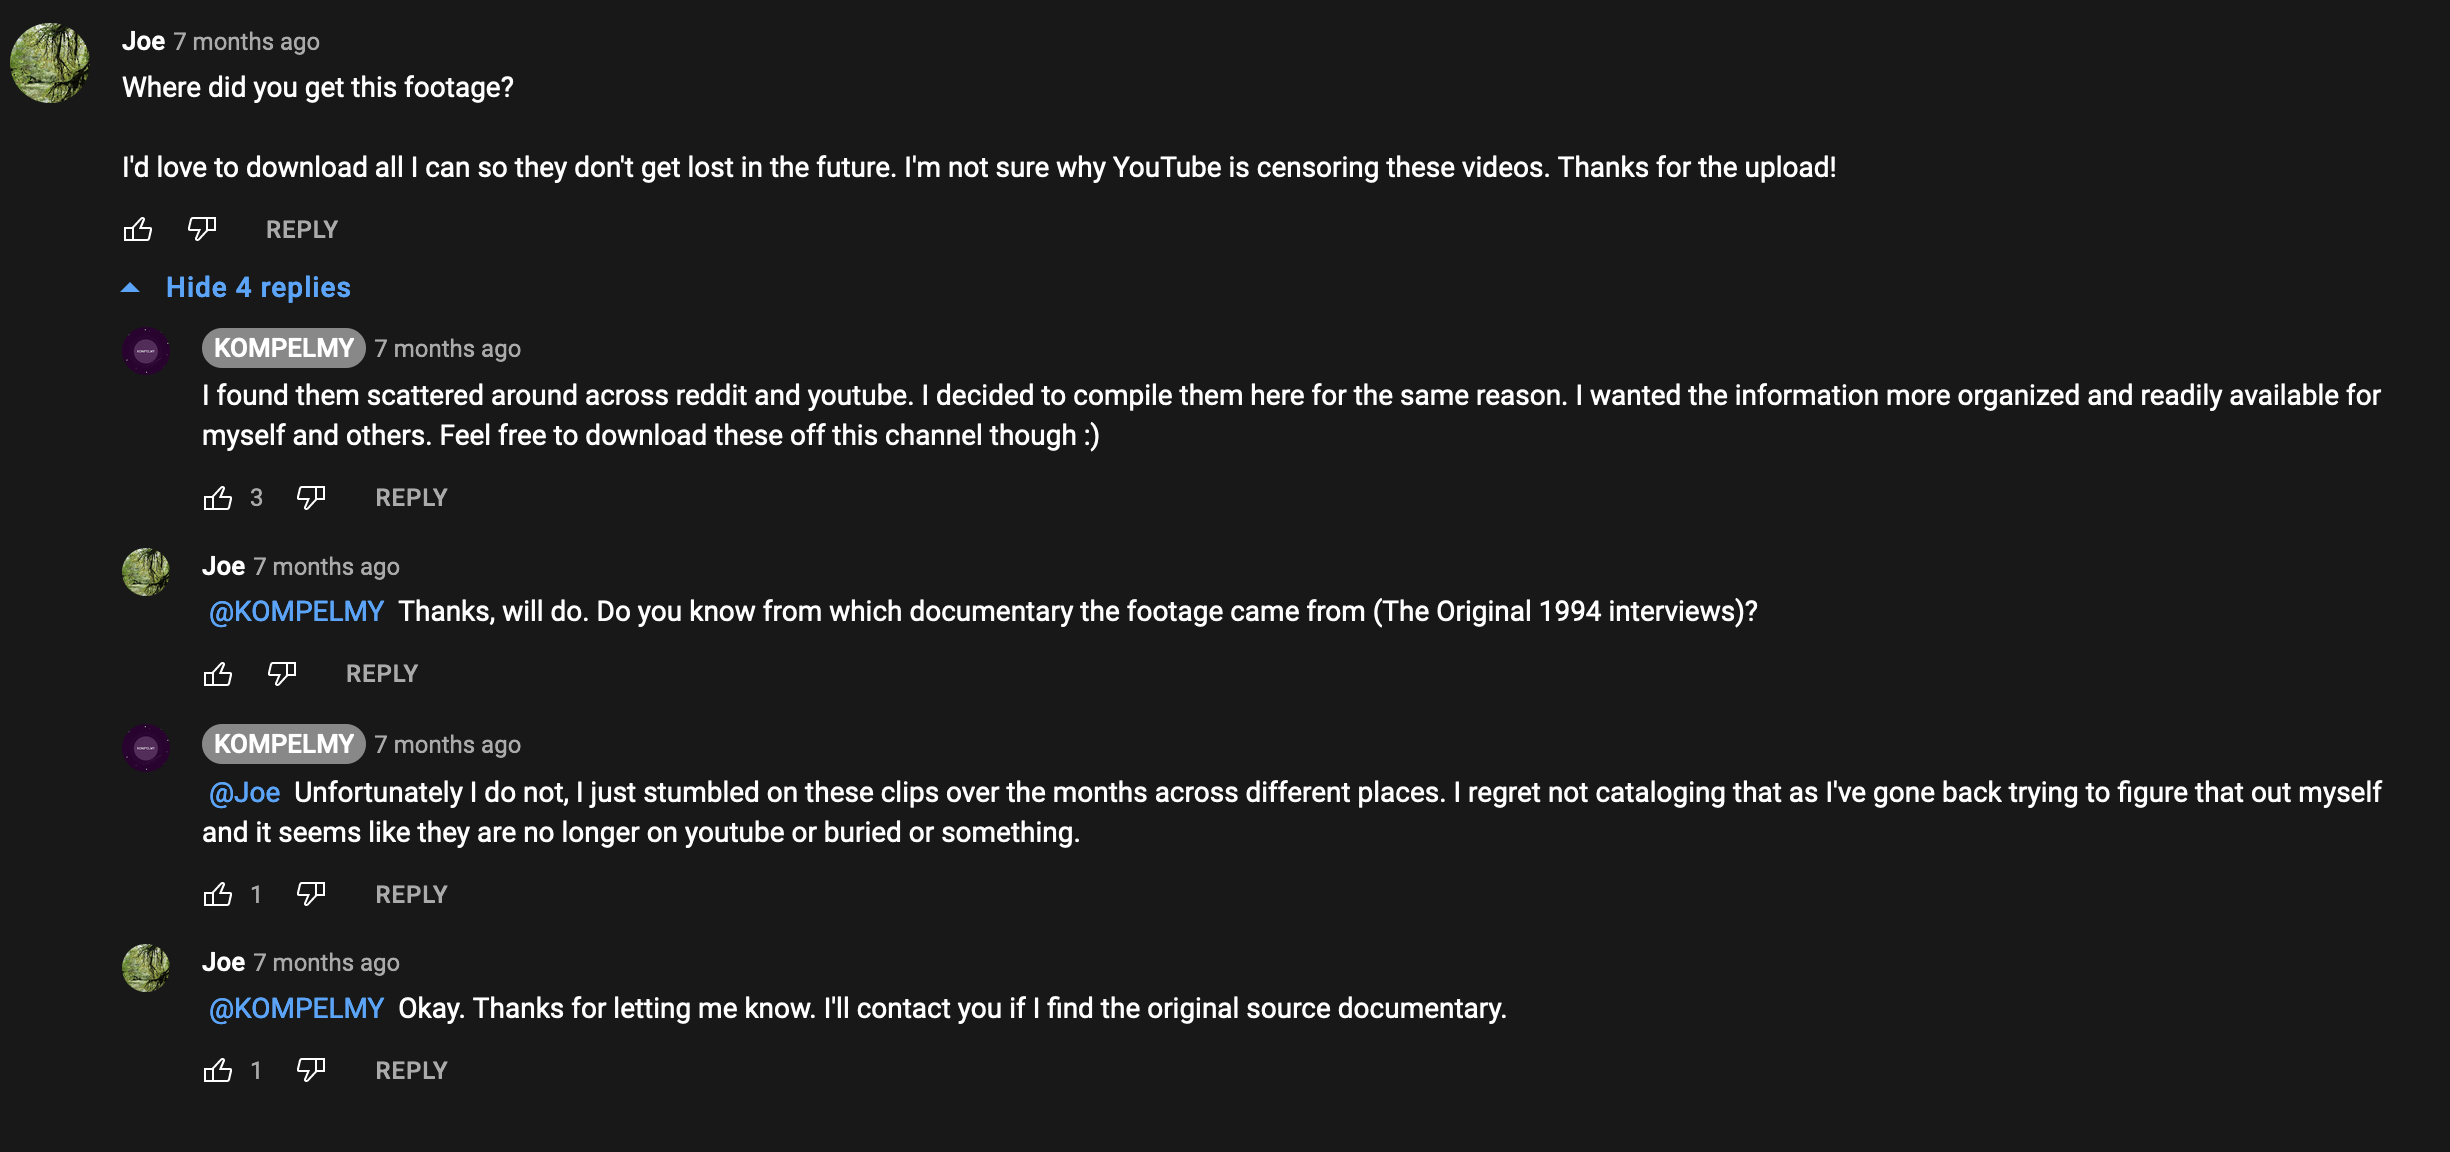 Joe 7 months ago
Where did you get this footage?
I'd love to download all I can so they don't get lost in the future. I'm not sure why YouTube is censoring these videos. Thanks for the upload!
REPLY
Hide 4 replies
KOMPELMY 7 months ago
I found them scattered around across reddit and youtube. I decided to compile them here for the same reason. I wanted the information more organized and readily available for
myself and others. Feel free to download these off this channel though :)
3 REPLY
Joe 7 months ago
@KOMPELMY Thanks, will do. Do you know from which documentary the footage came from (The Original 1994 interviews)?
REPLY
KOMPELMY 7 months ago
@Joe Unfortunately I do not, I just stumbled on these clips over the months across different places. I regret not cataloging that as I've gone back trying to figure that out myself
and it seems like they are no longer on youtube or buried or something.
1 REPLY
Joe 7 months ago
@KOMPELMY Okay. Thanks for letting me know. I'll contact you if I find the original source documentary.
1 REPLY